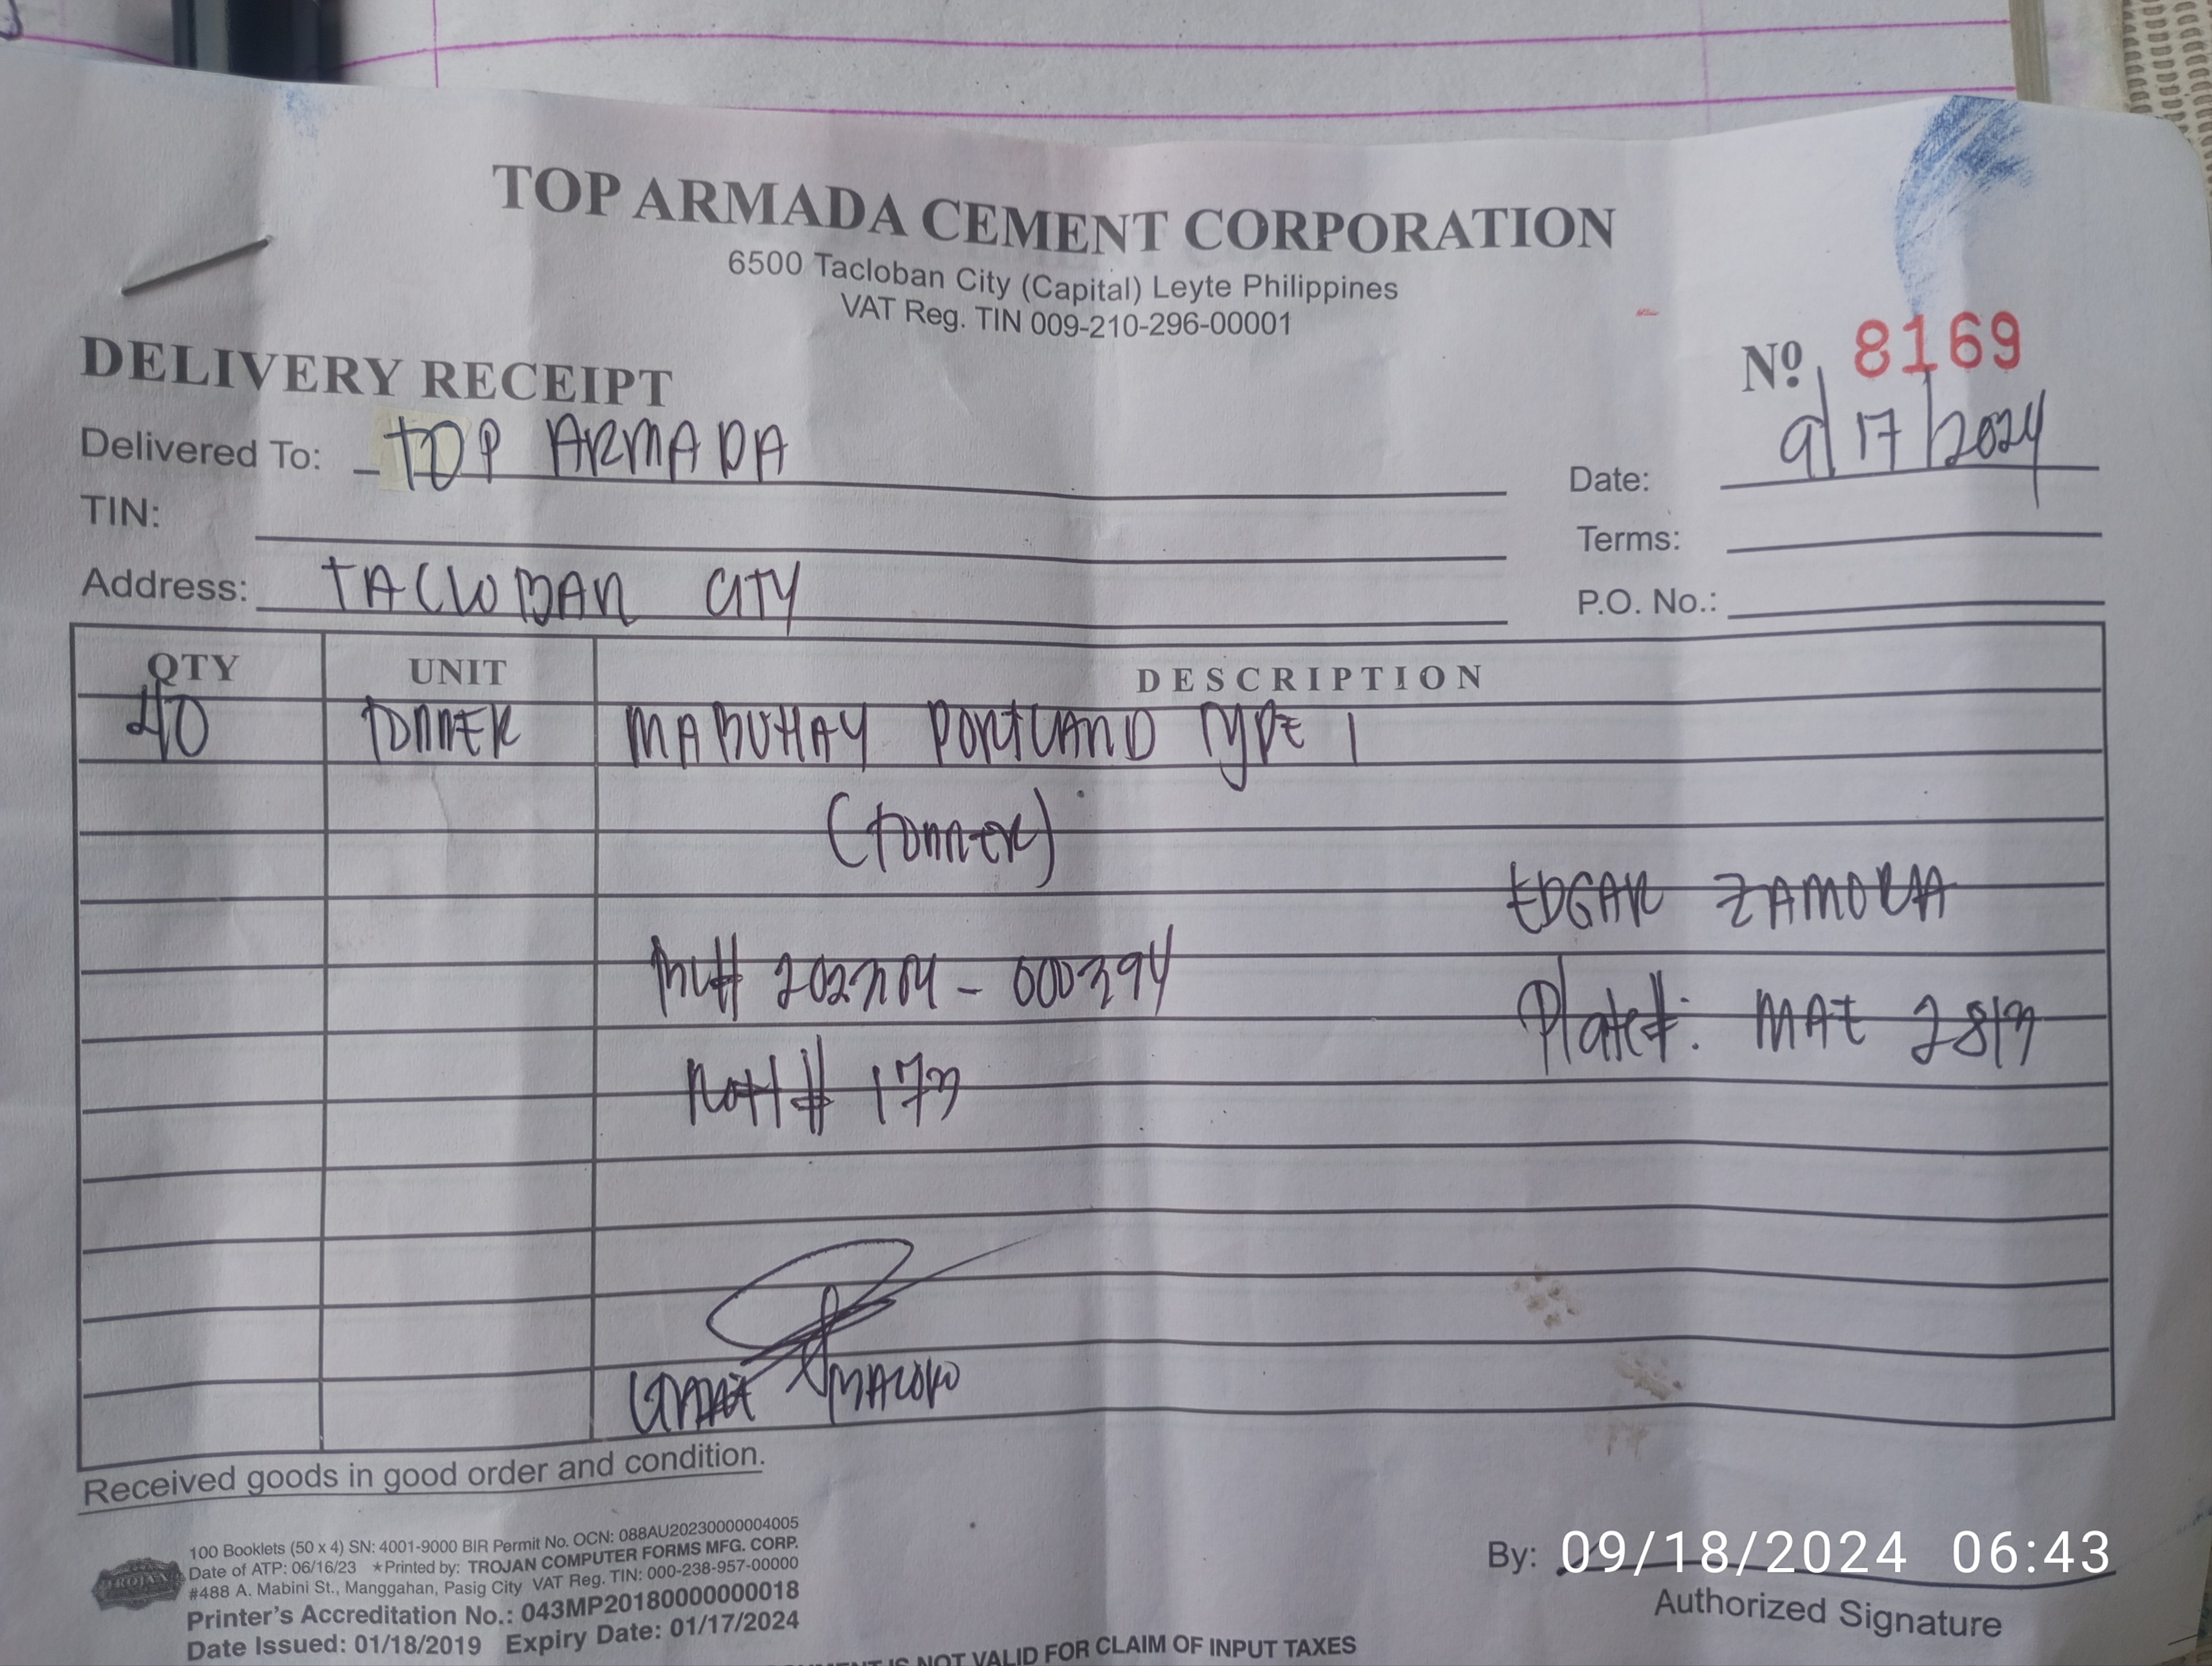 TOP ARMADA CEMENT CORPORATION
6500 Tacloban City (Capital) Leyte Philippines
VAT Reg. TIN 009-210-296-00001
DELIVERY RECEIPT
Nº 8169
Delivered To: TOP ARMADA
Date: 9/17/2024
TIN:
Terms:
Address: TACLOBAN CITY
P.O. No.:
QTY UNIT DESCRIPTION
40 TONNER MABUHAY PORTLAND TYPE 1
(TONNER)
EDGAR ZAMORA
Plate#: MAE 2813
# 173
Received goods in good order and condition.
100 Booklets (50 x 4) SN: 4001-9000 BIR Permit No. OCN: 088AU20230000004005
Date of ATP: 06/16/23 ★Printed by: TROJAN COMPUTER FORMS MFG. CORP.
#488 A. Mabini St., Manggahan, Pasig City VAT Reg. TIN: 000-238-957-00000
TROJAN
Printer's Accreditation No.: 043MP20180000000018
Date Issued: 01/18/2019 Expiry Date: 01/17/2024
IS NOT VALID FOR CLAIM OF INPUT TAXES
By: 09/18/2024 06:43
Authorized Signature